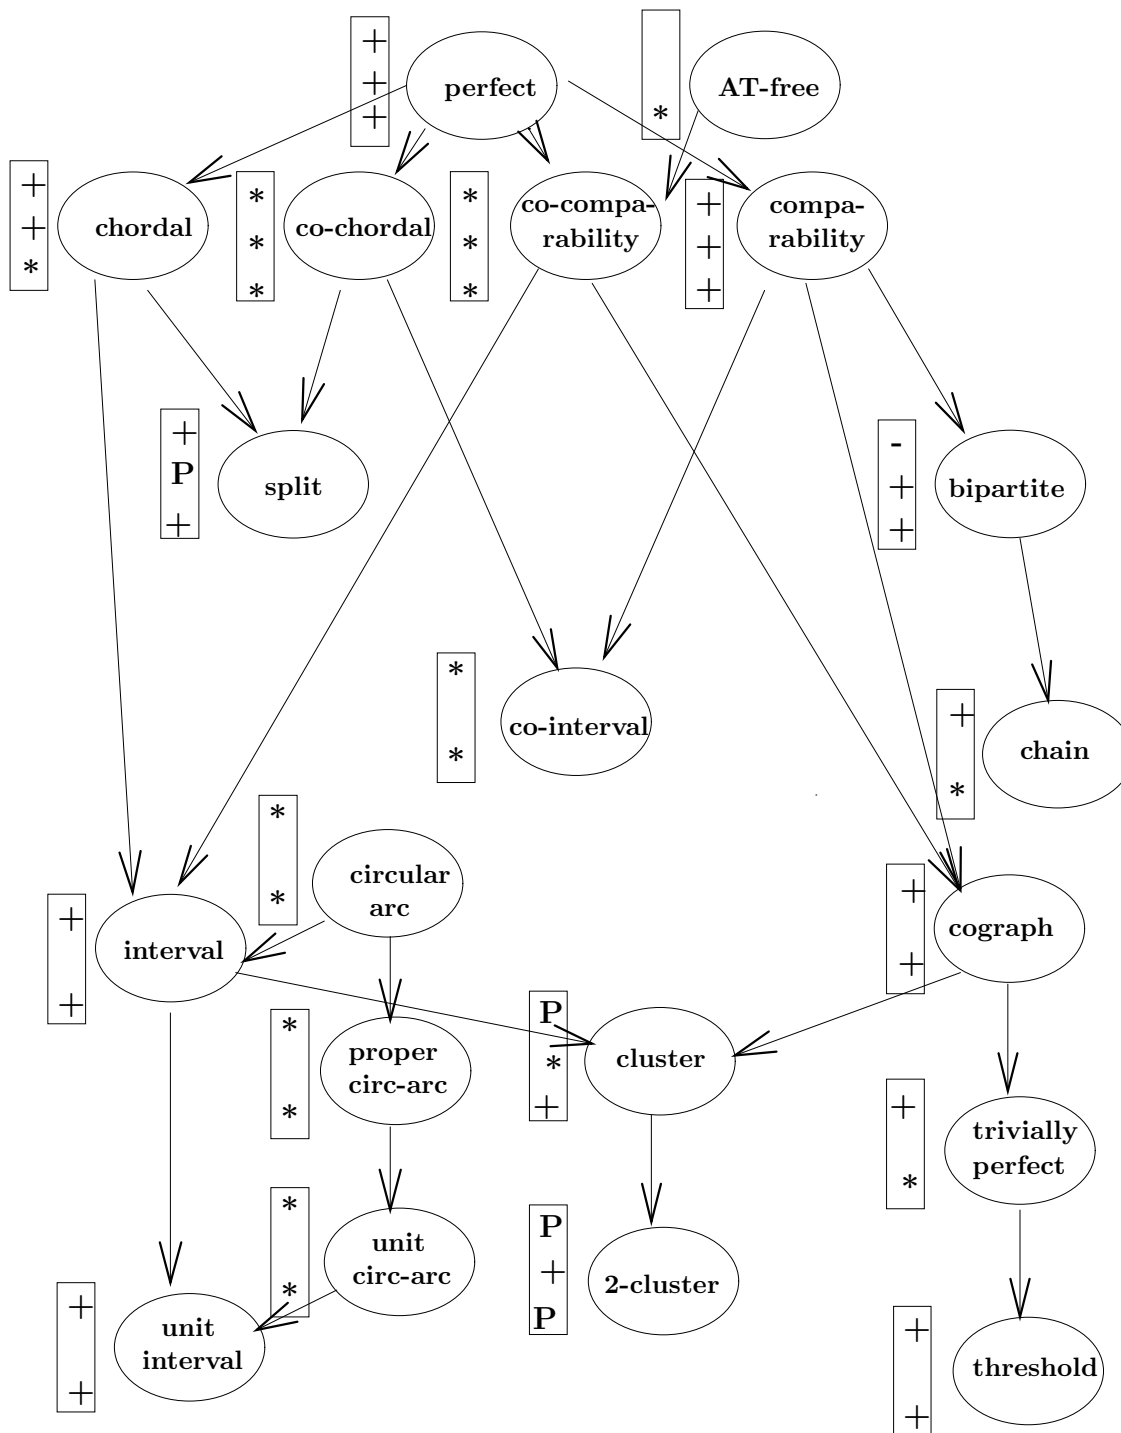 +
+
+
perfect
*
AT-free
+
+
*
chordal
*
*
*
co-chordal
*
*
*
co-compa-
rability
+
+
+
compa-
rability
+
P
+
split
-
+
+
bipartite
*
*
co-interval
+
*
chain
*
*
circular
arc
+
+
interval
+
+
cograph
*
*
proper
circ-arc
P
*
+
cluster
+
*
trivially
perfect
*
*
unit
circ-arc
P
+
P
2-cluster
+
+
unit
interval
+
+
threshold